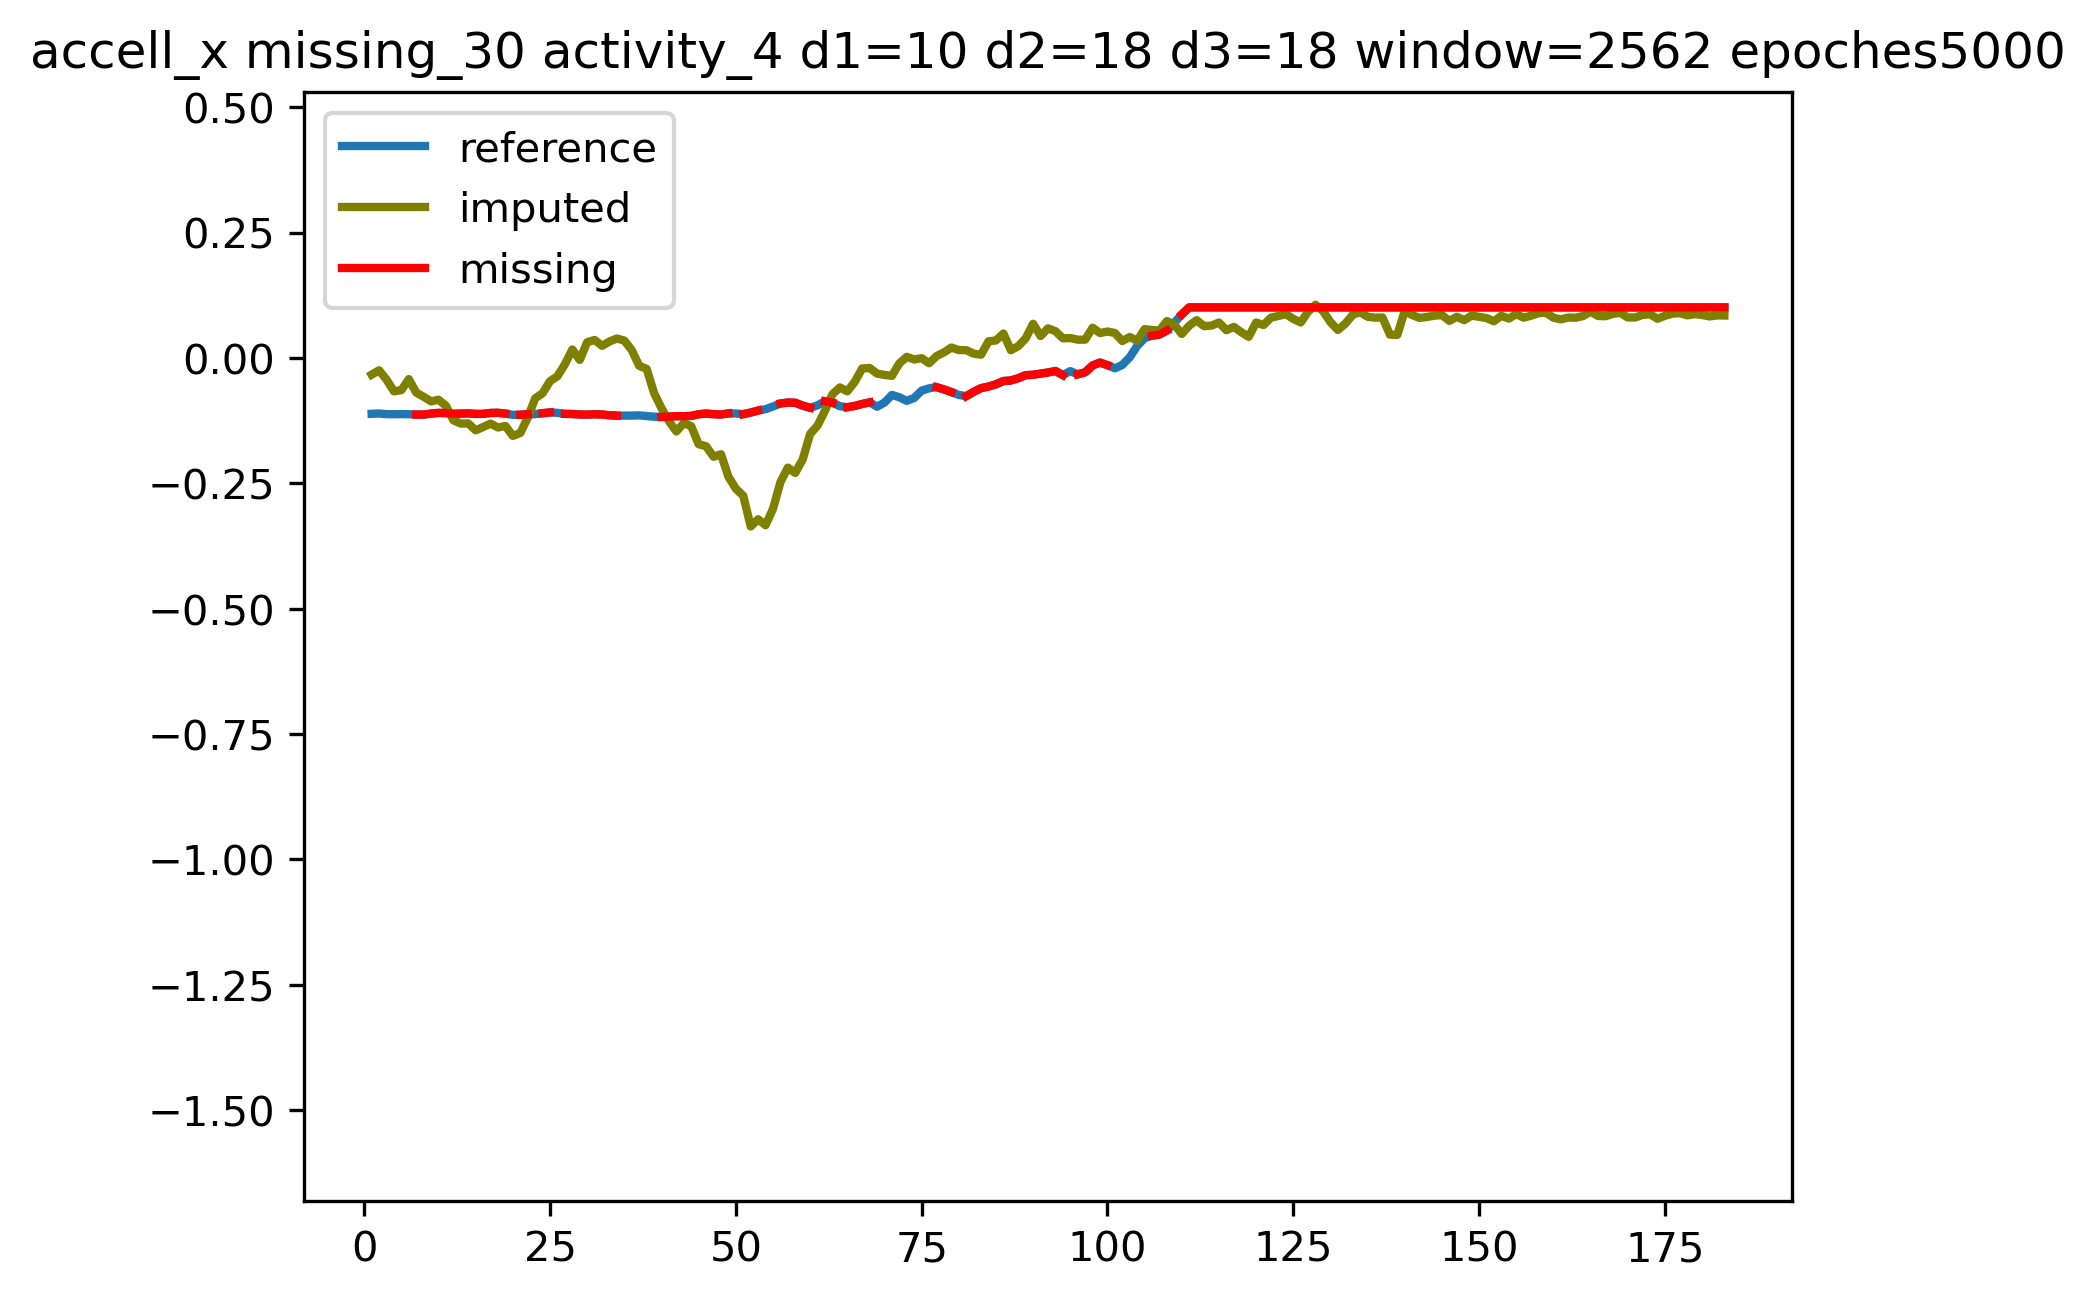 accell_x missing_30 activity_4 d1=10 d2=18 d3=18 window=2562 epoches5000
reference
imputed
missing
0.50
0.25
0.00
−0.25
−0.50
−0.75
−1.00
−1.25
−1.50
0 25 50 75 100 125 150 175